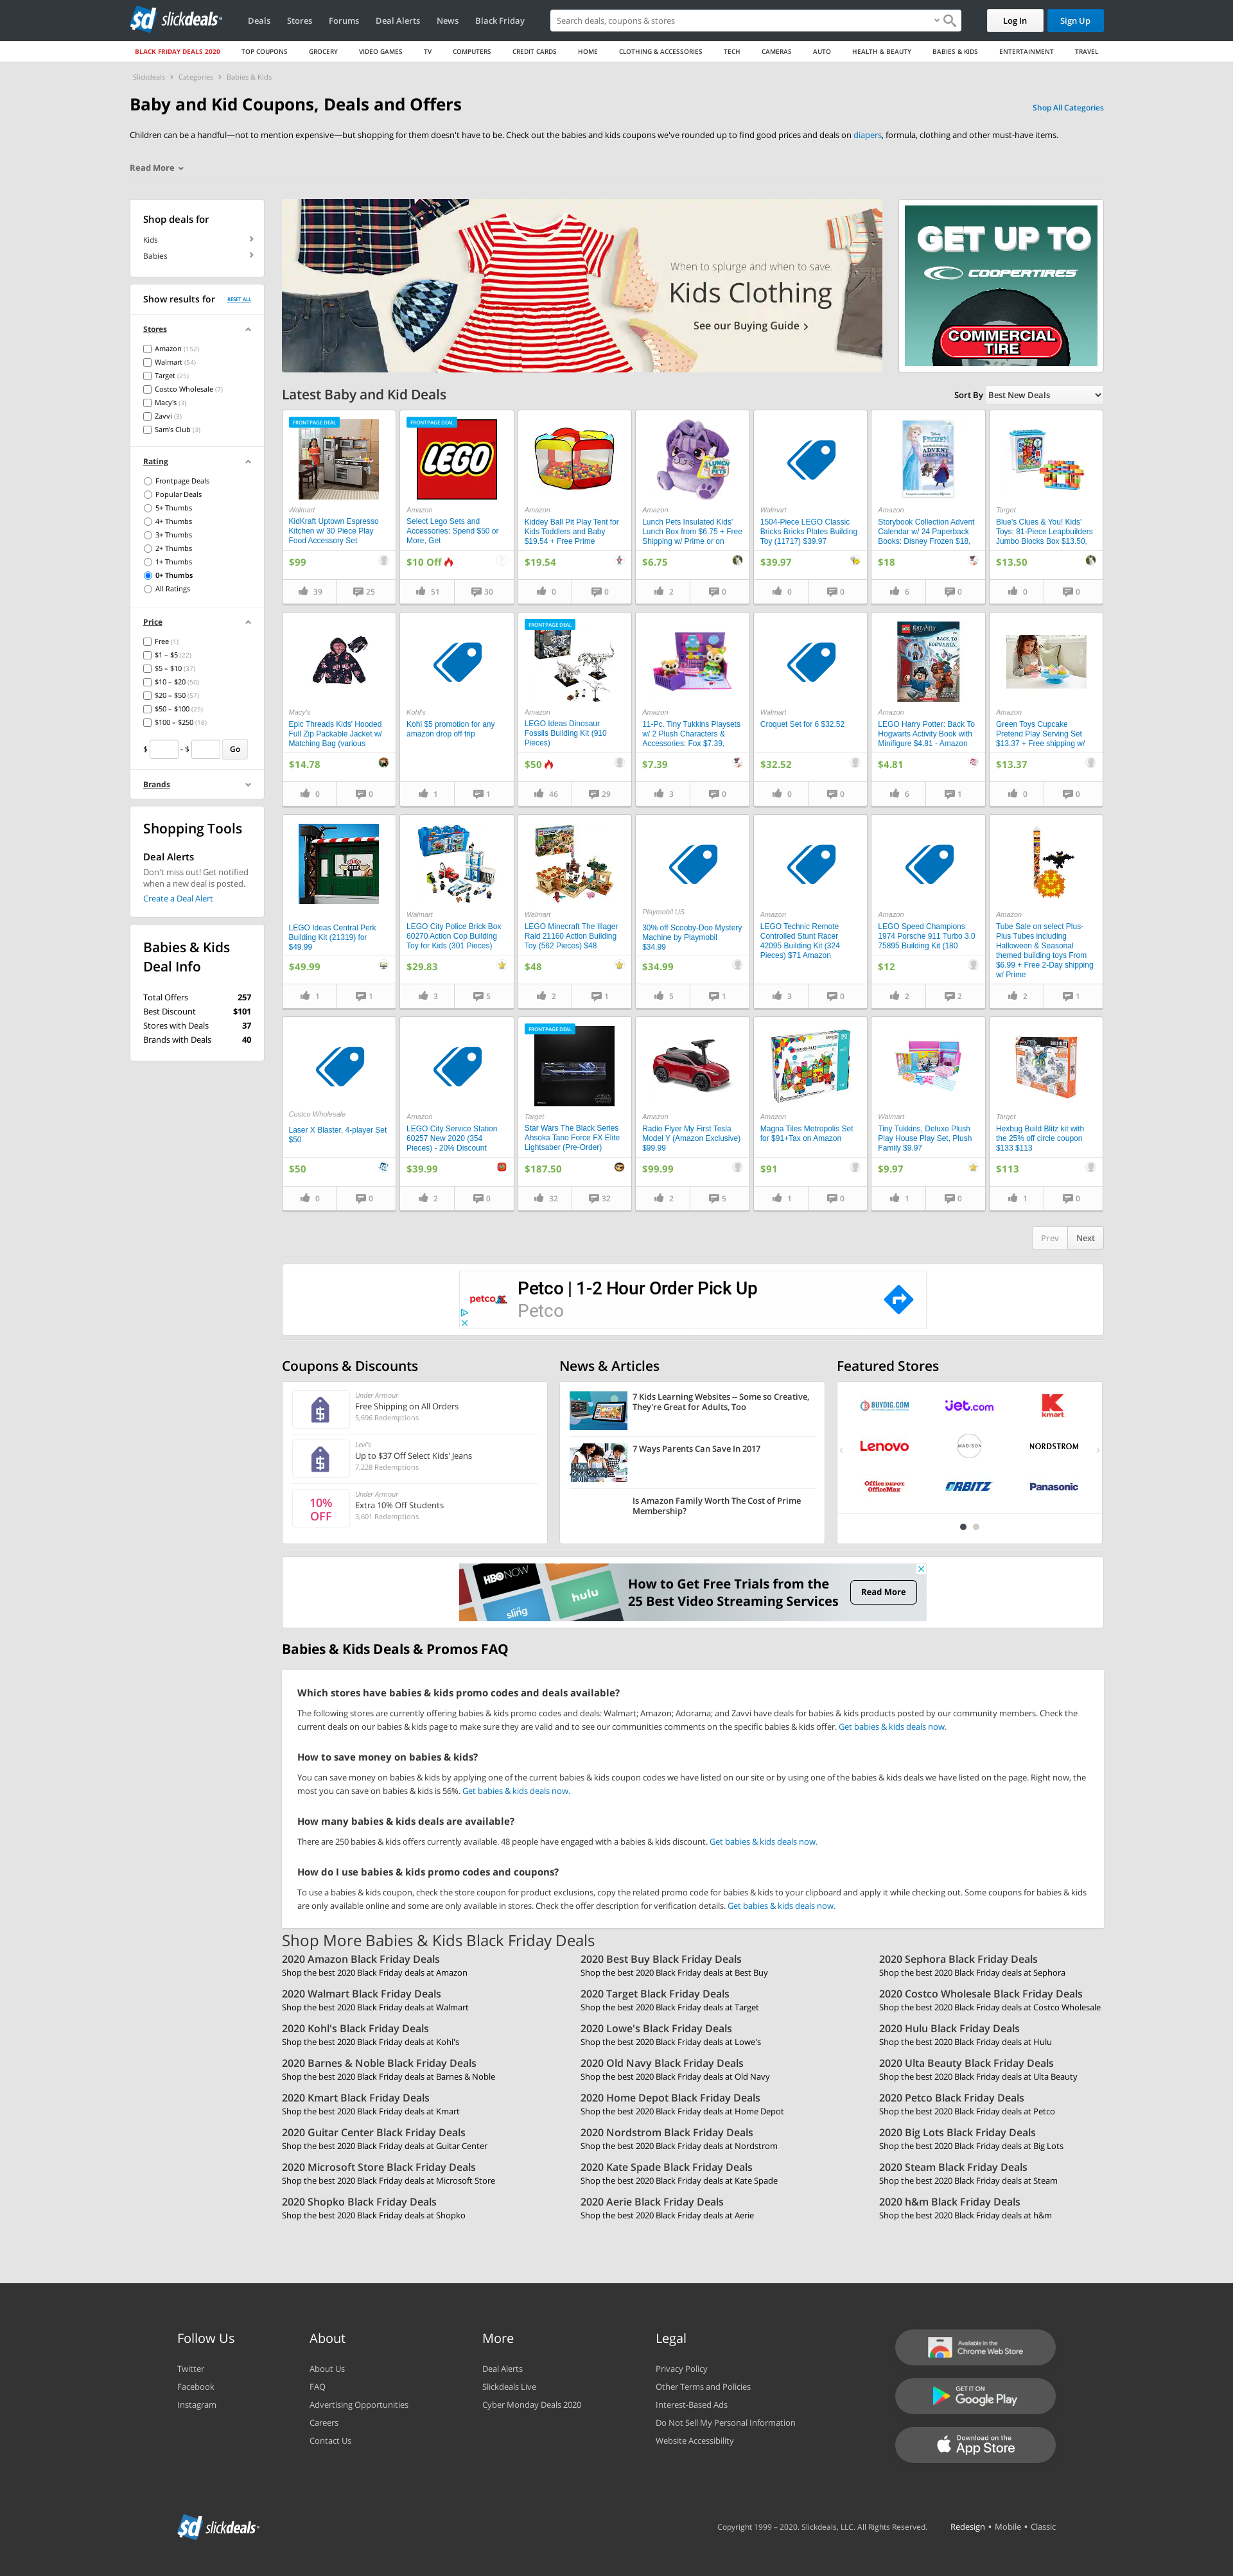 slickdeals
Deals
Stores
Forums
Deal Alerts
News
Black Friday
Search deals, coupons & stores
Log In
Sign Up
BLACK FRIDAY DEALS 2020
TOP COUPONS
GROCERY
VIDEO GAMES
TV
COMPUTERS
CREDIT CARDS
HOME
CLOTHING & ACCESSORIES
TECH
CAMERAS
AUTO
HEALTH & BEAUTY
BABIES & KIDS
ENTERTAINMENT
TRAVEL
Slickdeals > Categories > Babies & Kids
Baby and Kid Coupons, Deals and Offers
Shop All Categories
Children can be a handful—not to mention expensive—but shopping for them doesn't have to be. Check out the babies and kids coupons we've rounded up to find good prices and deals on diapers, formula, clothing and other must-have items.
Read More
Shop deals for
Kids
Babies
Show results for
RESET ALL
Stores
Amazon (152)
Walmart (54)
Target (25)
Costco Wholesale (7)
Macy's (3)
Zavvi (3)
Sam's Club (3)
Rating
Frontpage Deals
Popular Deals
5+ Thumbs
4+ Thumbs
3+ Thumbs
2+ Thumbs
1+ Thumbs
0+ Thumbs
All Ratings
Price
Free (1)
$1 – $5 (22)
$5 – $10 (37)
$10 – $20 (50)
$20 – $50 (57)
$50 – $100 (25)
$100 – $250 (18)
$ - $ Go
Brands
Shopping Tools
Deal Alerts
Don't miss out! Get notified
when a new deal is posted.
Create a Deal Alert
Babies & Kids
Deal Info
Total Offers 257
Best Discount $101
Stores with Deals 37
Brands with Deals 40
When to splurge and when to save.
Kids Clothing
See our Buying Guide >
GET UP TO
COOPERTIRES
COMMERCIAL
TIRE
Latest Baby and Kid Deals
Sort By Best New Deals
FRONTPAGE DEAL
Walmart
KidKraft Uptown Espresso
Kitchen w/ 30 Piece Play
Food Accessory Set
$99
39
25
FRONTPAGE DEAL
LEGO
Amazon
Select Lego Sets and
Accessories: Spend $50 or
More, Get
$10 Off
51
30
Amazon
Kiddey Ball Pit Play Tent for
Kids Toddlers and Baby
$19.54 + Free Prime
$19.54
0
0
LUNCH PETS
Amazon
Lunch Pets Insulated Kids'
Lunch Box from $6.75 + Free
Shipping w/ Prime or on
$6.75
2
0
Walmart
1504-Piece LEGO Classic
Bricks Bricks Plates Building
Toy (11717) $39.97
$39.97
0
0
FROZEN
ADVENT
CALENDAR
Amazon
Storybook Collection Advent
Calendar w/ 24 Paperback
Books: Disney Frozen $18,
$18
6
0
Target
Blue's Clues & You! Kids'
Toys: 81-Piece Leapbuilders
Jumbo Blocks Box $13.50,
$13.50
0
0
Macy's
Epic Threads Kids' Hooded
Full Zip Packable Jacket w/
Matching Bag (various
$14.78
0
0
Kohl's
Kohl $5 promotion for any
amazon drop off trip
1
1
FRONTPAGE DEAL
Amazon
LEGO Ideas Dinosaur
Fossils Building Kit (910
Pieces)
$50
46
29
Amazon
11-Pc. Tiny Tukkins Playsets
w/ 2 Plush Characters &
Accessories: Fox $7.39,
$7.39
3
0
Walmart
Croquet Set for 6 $32.52
$32.52
0
0
BACK TO
HOGWARTS
Amazon
LEGO Harry Potter: Back To
Hogwarts Activity Book with
Minifigure $4.81 - Amazon
$4.81
6
1
Amazon
Green Toys Cupcake
Pretend Play Serving Set
$13.37 + Free shipping w/
$13.37
0
0
LEGO Ideas Central Perk
Building Kit (21319) for
$49.99
$49.99
1
1
Walmart
LEGO City Police Brick Box
60270 Action Cop Building
Toy for Kids (301 Pieces)
$29.83
3
5
Walmart
LEGO Minecraft The Illager
Raid 21160 Action Building
Toy (562 Pieces) $48
$48
2
1
Playmobil US
30% off Scooby-Doo Mystery
Machine by Playmobil
$34.99
$34.99
5
1
Amazon
LEGO Technic Remote
Controlled Stunt Racer
42095 Building Kit (324
Pieces) $71 Amazon
3
0
Amazon
LEGO Speed Champions
1974 Porsche 911 Turbo 3.0
75895 Building Kit (180
$12
2
2
Amazon
Tube Sale on select Plus-
Plus Tubes including
Halloween & Seasonal
themed building toys From
$6.99 + Free 2-Day shipping
w/ Prime
2
1
Costco Wholesale
Laser X Blaster, 4-player Set
$50
$50
0
0
Amazon
LEGO City Service Station
60257 New 2020 (354
Pieces) - 20% Discount
$39.99
2
0
FRONTPAGE DEAL
Target
Star Wars The Black Series
Ahsoka Tano Force FX Elite
Lightsaber (Pre-Order)
$187.50
32
32
Amazon
Radio Flyer My First Tesla
Model Y (Amazon Exclusive)
$99.99
$99.99
2
5
Amazon
Magna Tiles Metropolis Set
for $91+Tax on Amazon
$91
1
0
Walmart
Tiny Tukkins, Deluxe Plush
Play House Play Set, Plush
Family $9.97
$9.97
1
0
Target
Hexbug Build Blitz kit with
the 25% off circle coupon
$133 $113
$113
1
0
Prev
Next
petco
Petco | 1-2 Hour Order Pick Up
Petco
Coupons & Discounts
Under Armour
Free Shipping on All Orders
5,696 Redemptions
Levi's
Up to $37 Off Select Kids' Jeans
7,228 Redemptions
10%
OFF
Under Armour
Extra 10% Off Students
3,601 Redemptions
News & Articles
7 Kids Learning Websites -- Some so Creative,
They're Great for Adults, Too
7 Ways Parents Can Save In 2017
Is Amazon Family Worth The Cost of Prime
Membership?
Featured Stores
BUYDIG.COM
jet.com
kmart
Lenovo
MADISON
NORDSTROM
Office DEPOT
OfficeMax
ORBITZ
Panasonic
HBO NOW
hulu
sling
How to Get Free Trials from the
25 Best Video Streaming Services
Read More
Babies & Kids Deals & Promos FAQ
Which stores have babies & kids promo codes and deals available?
The following stores are currently offering babies & kids promo codes and deals: Walmart; Amazon; Adorama; and Zavvi have deals for babies & kids products posted by our community members. Check the
current deals on our babies & kids page to make sure they are valid and to see our communities comments on the specific babies & kids offer. Get babies & kids deals now.
How to save money on babies & kids?
You can save money on babies & kids by applying one of the current babies & kids coupon codes we have listed on our site or by using one of the babies & kids deals we have listed on the page. Right now, the
most you can save on babies & kids is 56%. Get babies & kids deals now.
How many babies & kids deals are available?
There are 250 babies & kids offers currently available. 48 people have engaged with a babies & kids discount. Get babies & kids deals now.
How do I use babies & kids promo codes and coupons?
To use a babies & kids coupon, check the store coupon for product exclusions, copy the related promo code for babies & kids to your clipboard and apply it while checking out. Some coupons for babies & kids
are only available online and some are only available in stores. Check the offer description for verification details. Get babies & kids deals now.
Shop More Babies & Kids Black Friday Deals
2020 Amazon Black Friday Deals
Shop the best 2020 Black Friday deals at Amazon
2020 Best Buy Black Friday Deals
Shop the best 2020 Black Friday deals at Best Buy
2020 Sephora Black Friday Deals
Shop the best 2020 Black Friday deals at Sephora
2020 Walmart Black Friday Deals
Shop the best 2020 Black Friday deals at Walmart
2020 Target Black Friday Deals
Shop the best 2020 Black Friday deals at Target
2020 Costco Wholesale Black Friday Deals
Shop the best 2020 Black Friday deals at Costco Wholesale
2020 Kohl's Black Friday Deals
Shop the best 2020 Black Friday deals at Kohl's
2020 Lowe's Black Friday Deals
Shop the best 2020 Black Friday deals at Lowe's
2020 Hulu Black Friday Deals
Shop the best 2020 Black Friday deals at Hulu
2020 Barnes & Noble Black Friday Deals
Shop the best 2020 Black Friday deals at Barnes & Noble
2020 Old Navy Black Friday Deals
Shop the best 2020 Black Friday deals at Old Navy
2020 Ulta Beauty Black Friday Deals
Shop the best 2020 Black Friday deals at Ulta Beauty
2020 Kmart Black Friday Deals
Shop the best 2020 Black Friday deals at Kmart
2020 Home Depot Black Friday Deals
Shop the best 2020 Black Friday deals at Home Depot
2020 Petco Black Friday Deals
Shop the best 2020 Black Friday deals at Petco
2020 Guitar Center Black Friday Deals
Shop the best 2020 Black Friday deals at Guitar Center
2020 Nordstrom Black Friday Deals
Shop the best 2020 Black Friday deals at Nordstrom
2020 Big Lots Black Friday Deals
Shop the best 2020 Black Friday deals at Big Lots
2020 Microsoft Store Black Friday Deals
Shop the best 2020 Black Friday deals at Microsoft Store
2020 Kate Spade Black Friday Deals
Shop the best 2020 Black Friday deals at Kate Spade
2020 Steam Black Friday Deals
Shop the best 2020 Black Friday deals at Steam
2020 Shopko Black Friday Deals
Shop the best 2020 Black Friday deals at Shopko
2020 Aerie Black Friday Deals
Shop the best 2020 Black Friday deals at Aerie
2020 h&m Black Friday Deals
Shop the best 2020 Black Friday deals at h&m
Follow Us
Twitter
Facebook
Instagram
About
About Us
FAQ
Advertising Opportunities
Careers
Contact Us
More
Deal Alerts
Slickdeals Live
Cyber Monday Deals 2020
Legal
Privacy Policy
Other Terms and Policies
Interest-Based Ads
Do Not Sell My Personal Information
Website Accessibility
Available in the
Chrome Web Store
GET IT ON
Google Play
Download on the
App Store
slickdeals
Copyright 1999 – 2020. Slickdeals, LLC. All Rights Reserved.
Redesign • Mobile • Classic